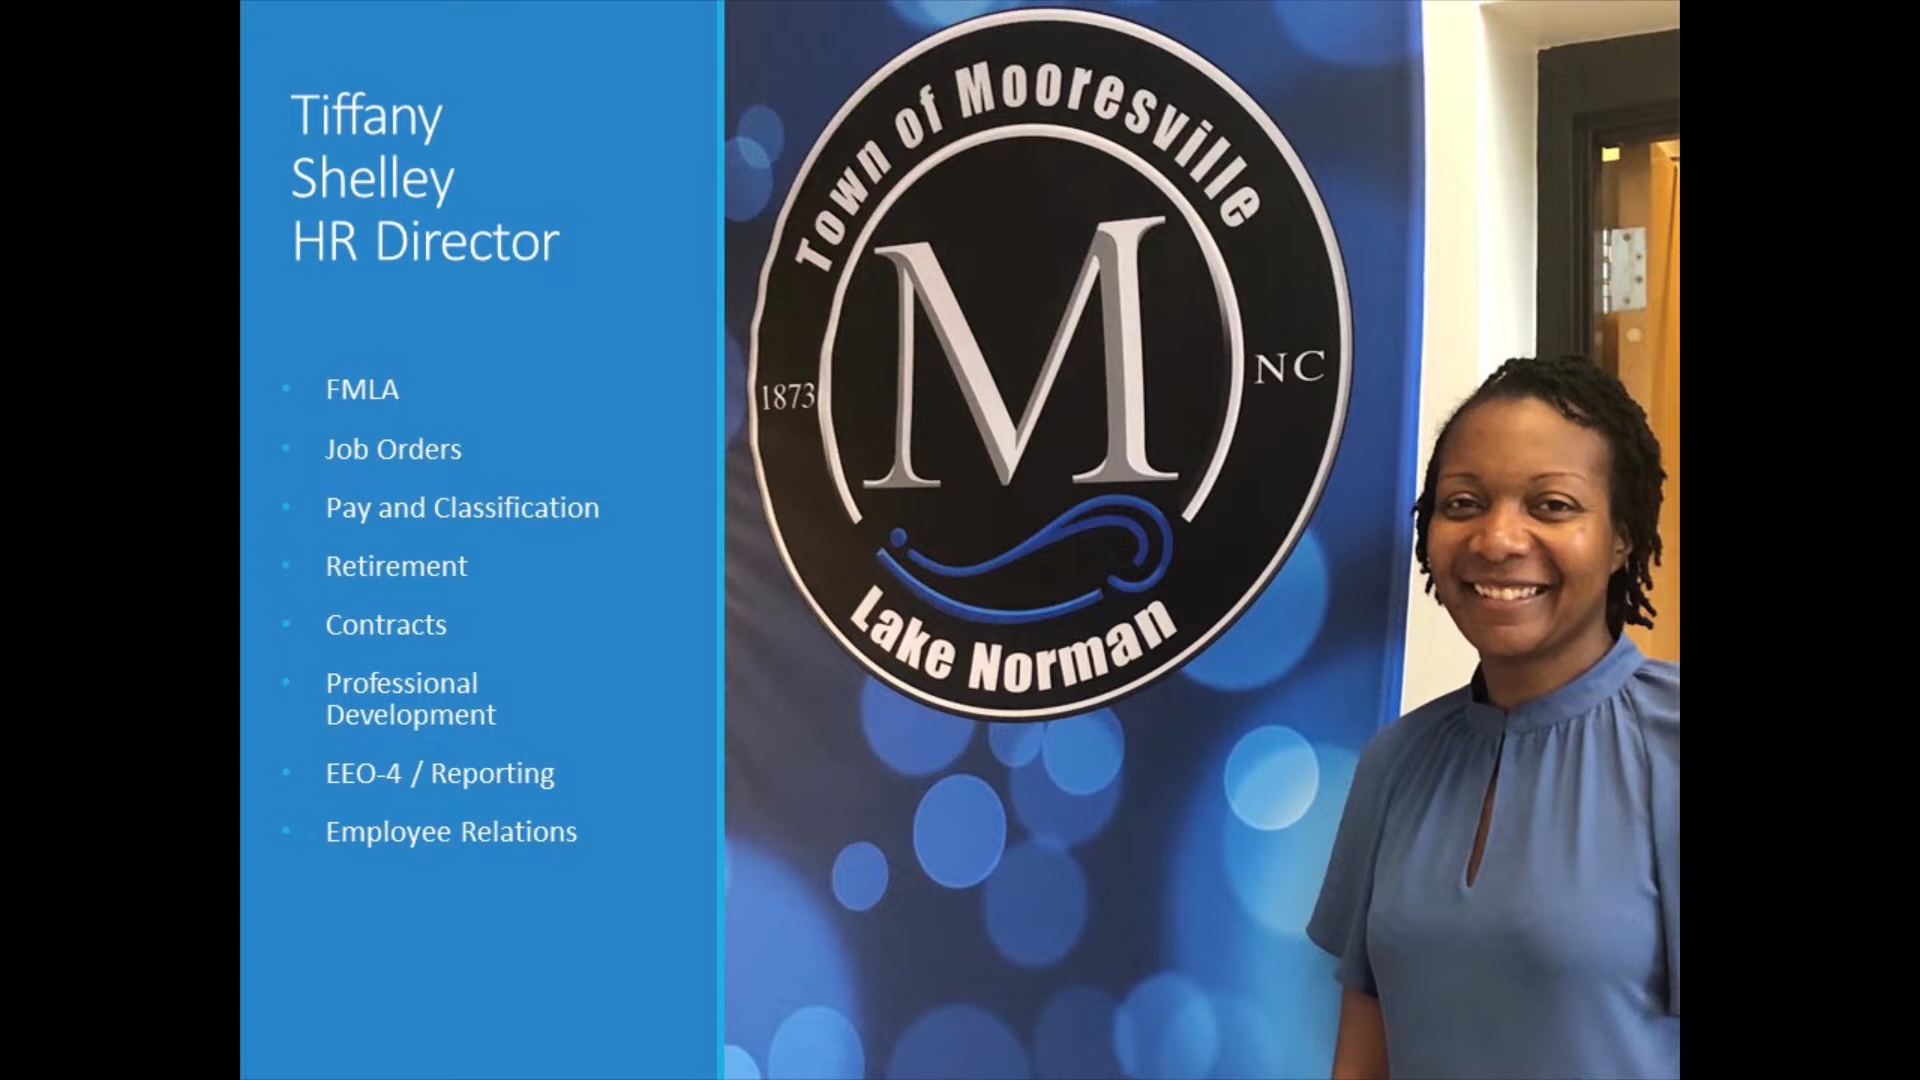 Tiffany
Shelley
HR Director
FMLA
Job Orders
Pay and Classification
Retirement
Contracts
Professional
Development
EEO-4 / Reporting
Employee Relations
Town of Mooresville
M
1873
NC
Lake Norman